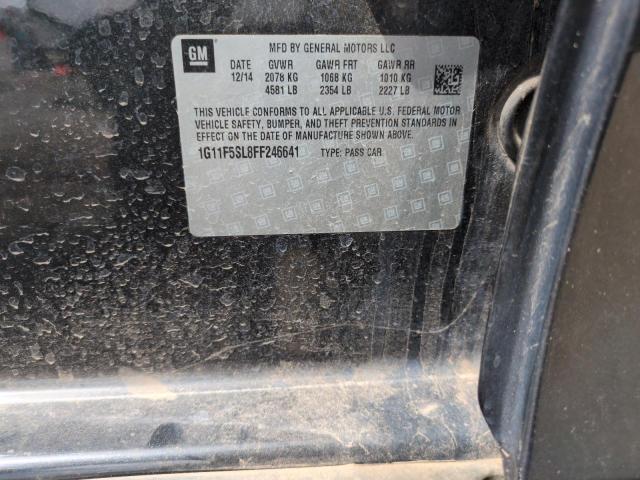 GM
MFD BY GENERAL MOTORS LLC
DATE GVWR GAWR FRT GAWR RR
12/14 2078 KG 1068 KG 1010 KG
4581 LB 2354 LB 2227 LB
THIS VEHICLE CONFORMS TO ALL APPLICABLE U.S. FEDERAL MOTOR
VEHICLE SAFETY, BUMPER, AND THEFT PREVENTION STANDARDS IN
EFFECT ON THE DATE OF MANUFACTURE SHOWN ABOVE.
1G11F5SL8FF246641 TYPE: PASS CAR